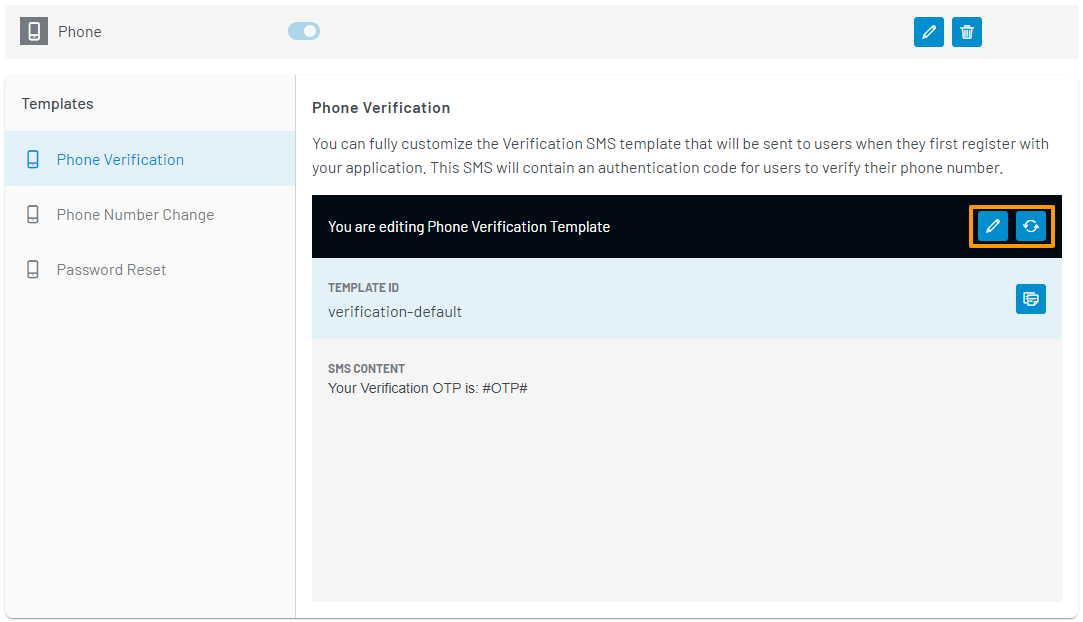 Phone
Templates
Phone Verification
Phone Number Change
Password Reset
Phone Verification
You can fully customize the Verification SMS template that will be sent to users when they first register with
your application. This SMS will contain an authentication code for users to verify their phone number.
You are editing Phone Verification Template
TEMPLATE ID
verification-default
SMS CONTENT
Your Verification OTP is: #OTP#